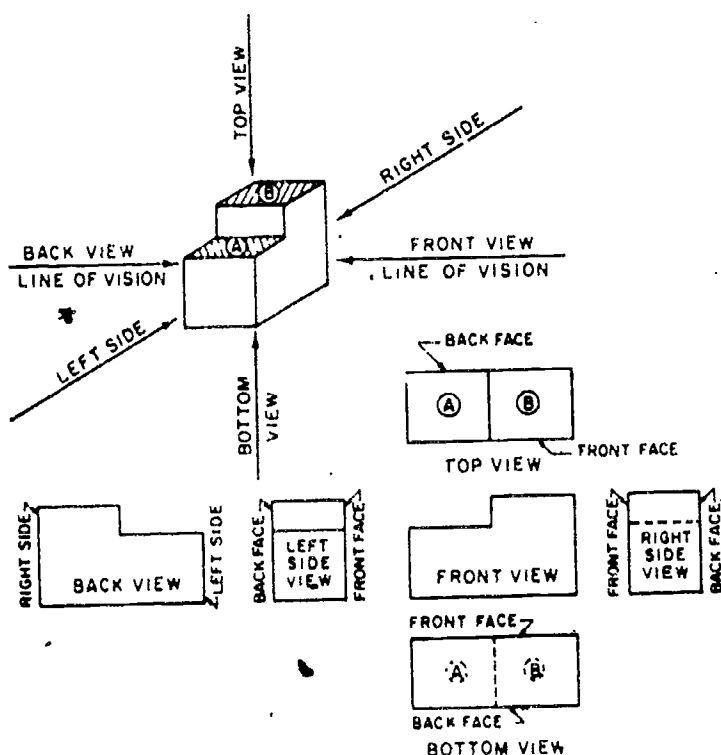 TOP VIEW
RIGHT SIDE
B
A
BACK VIEW
LINE OF VISION
FRONT VIEW
LINE OF VISION
LEFT SIDE
BOTTOM
VIEW
BACK FACE
A
B
FRONT FACE
TOP VIEW
RIGHT SIDE
BACK VIEW
LEFT SIDE
BACK FACE
LEFT
SIDE
VIEW
FRONT FACE
FRONT VIEW
FRONT FACE
RIGHT
SIDE
VIEW
BACK FACE
FRONT FACE
A
B
BACK FACE
BOTTOM VIEW